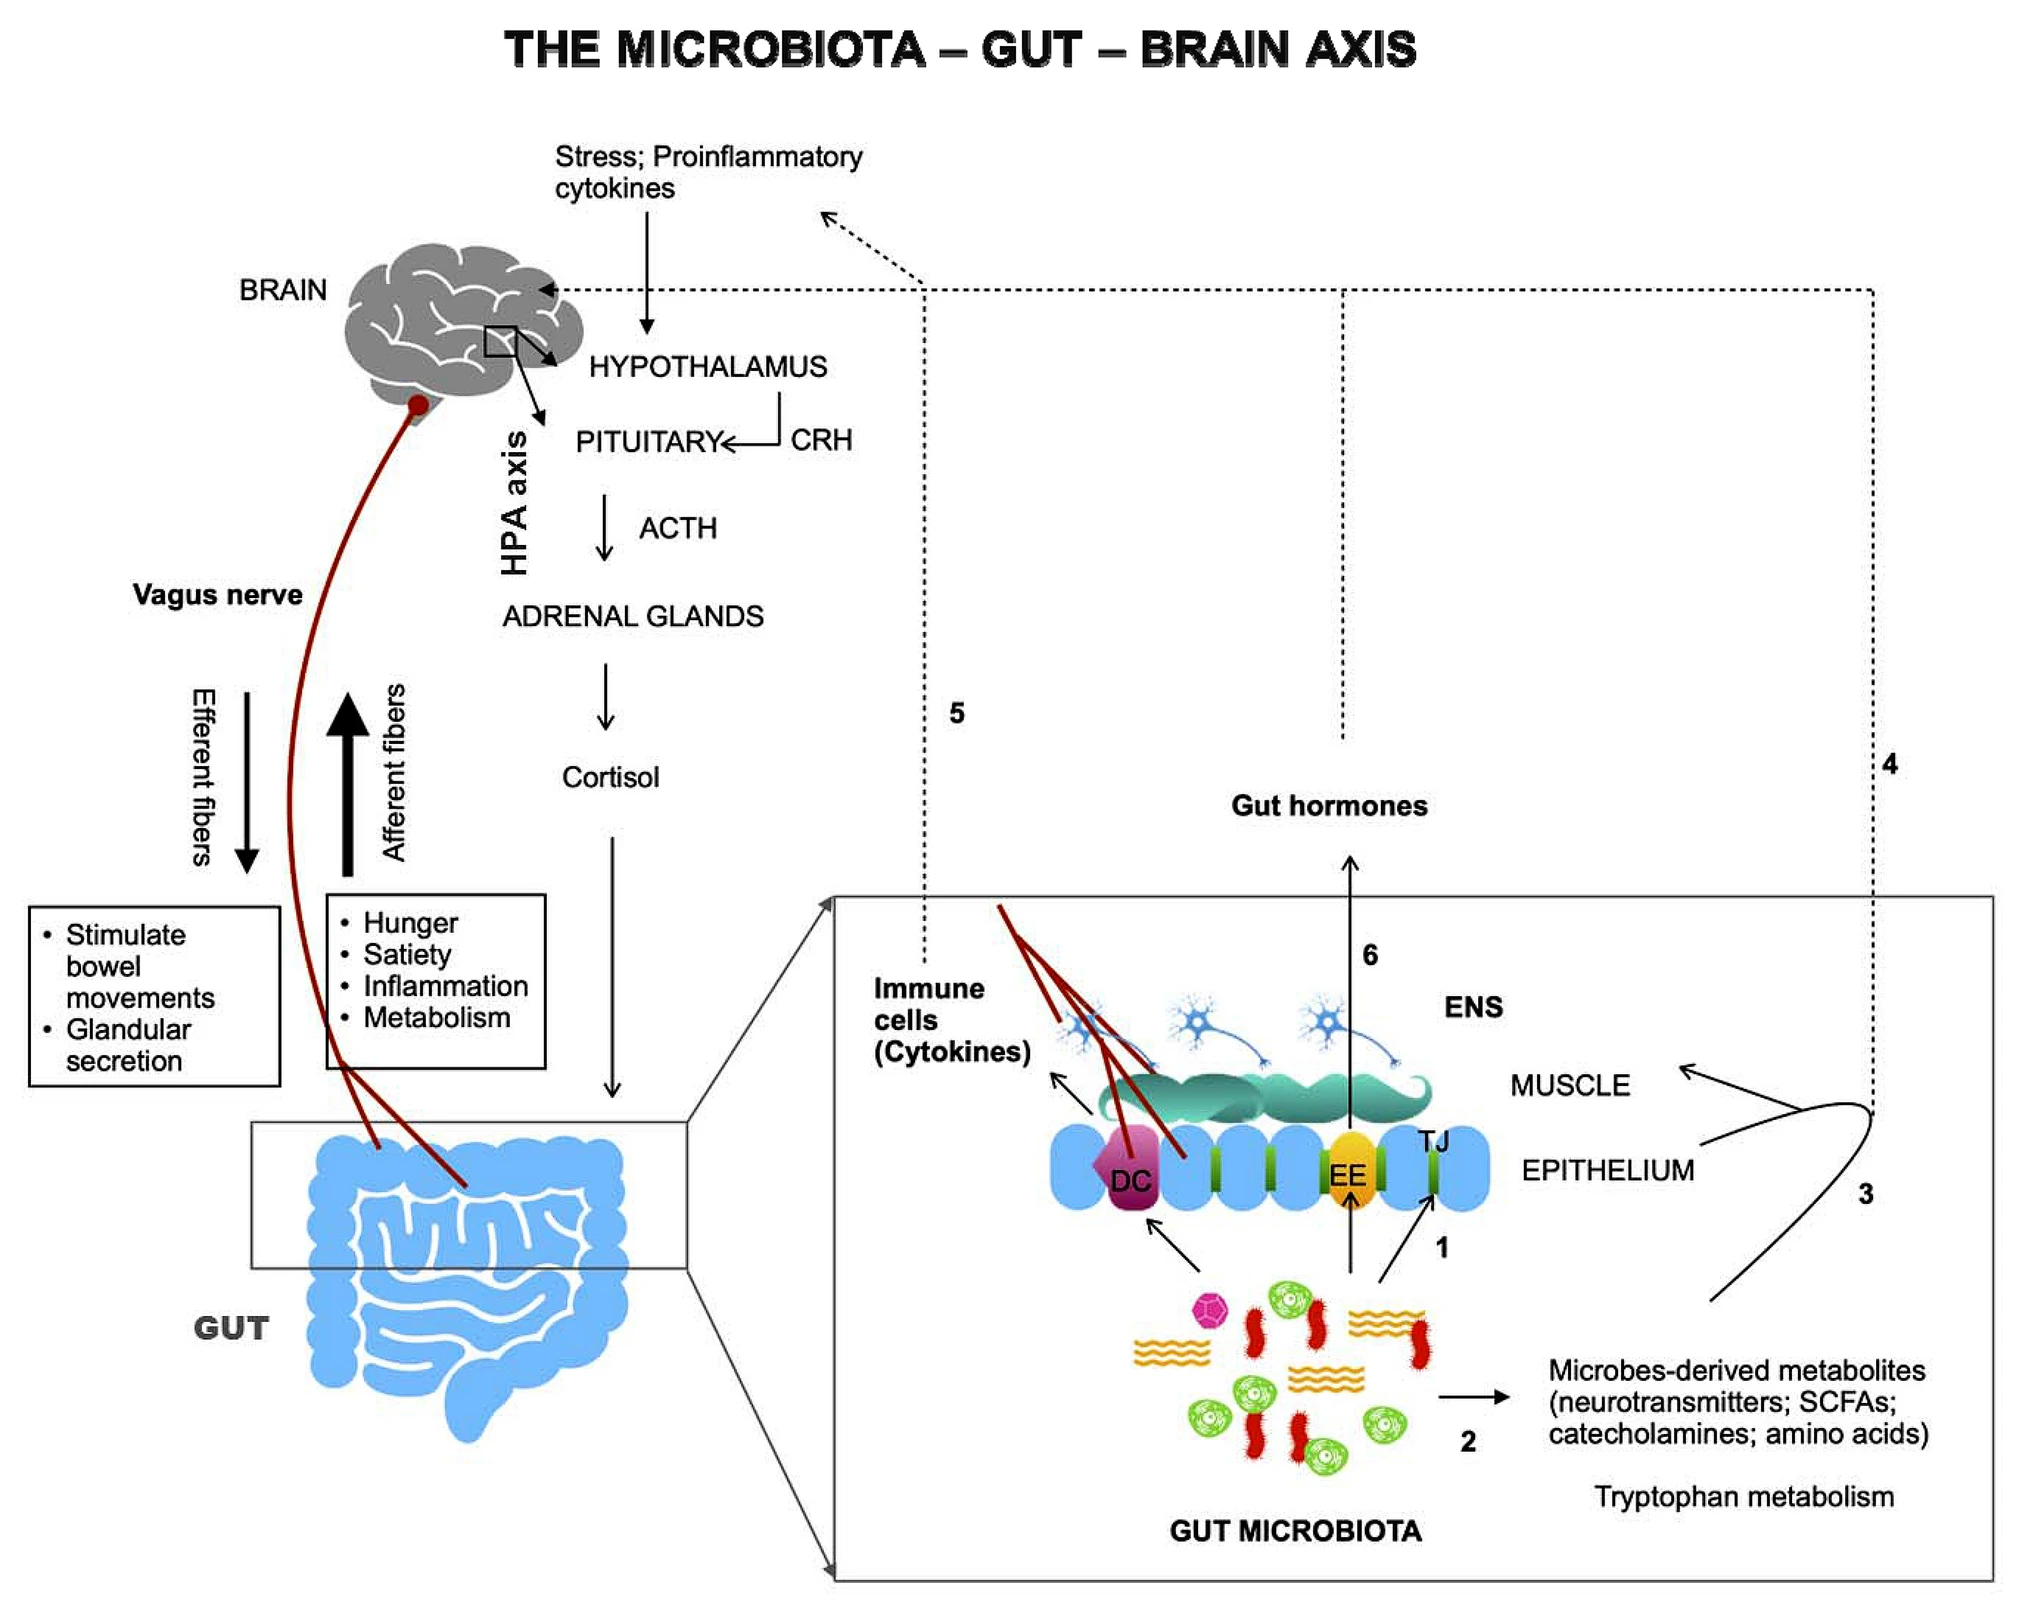 THE MICROBIOTA – GUT – BRAIN AXIS
Stress; Proinflammatory
cytokines
BRAIN
HYPOTHALAMUS
PITUITARY
CRH
HPA axis
ACTH
ADRENAL GLANDS
Vagus nerve
Efferent fibers
Afferent fibers
Cortisol
• Stimulate
bowel
movements
• Glandular
secretion
• Hunger
• Satiety
• Inflammation
• Metabolism
GUT
5
4
Gut hormones
6
Immune
cells
(Cytokines)
ENS
MUSCLE
TJ
DC
EE
EPITHELIUM
3
1
Microbes-derived metabolites
(neurotransmitters; SCFAs;
catecholamines; amino acids)
2
Tryptophan metabolism
GUT MICROBIOTA